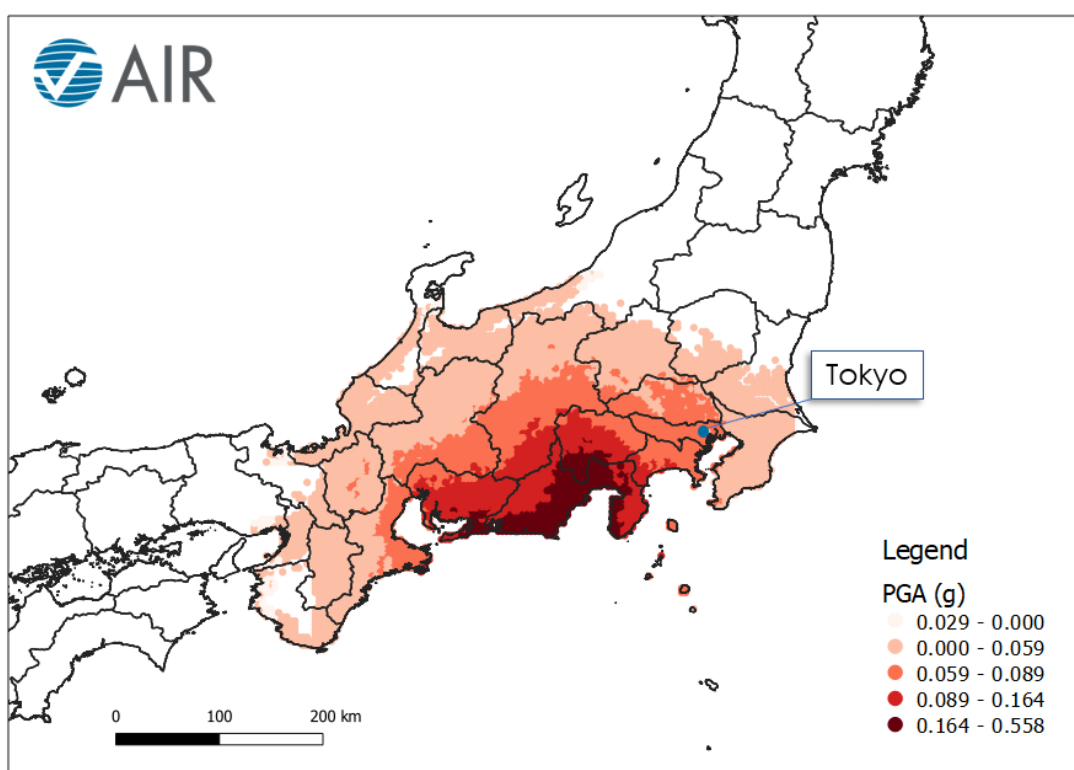 AIR
Tokyo
Legend
PGA (g)
0.029 - 0.000
0.000 - 0.059
0.059 - 0.089
0.089 - 0.164
0.164 - 0.558
0 100 200 km